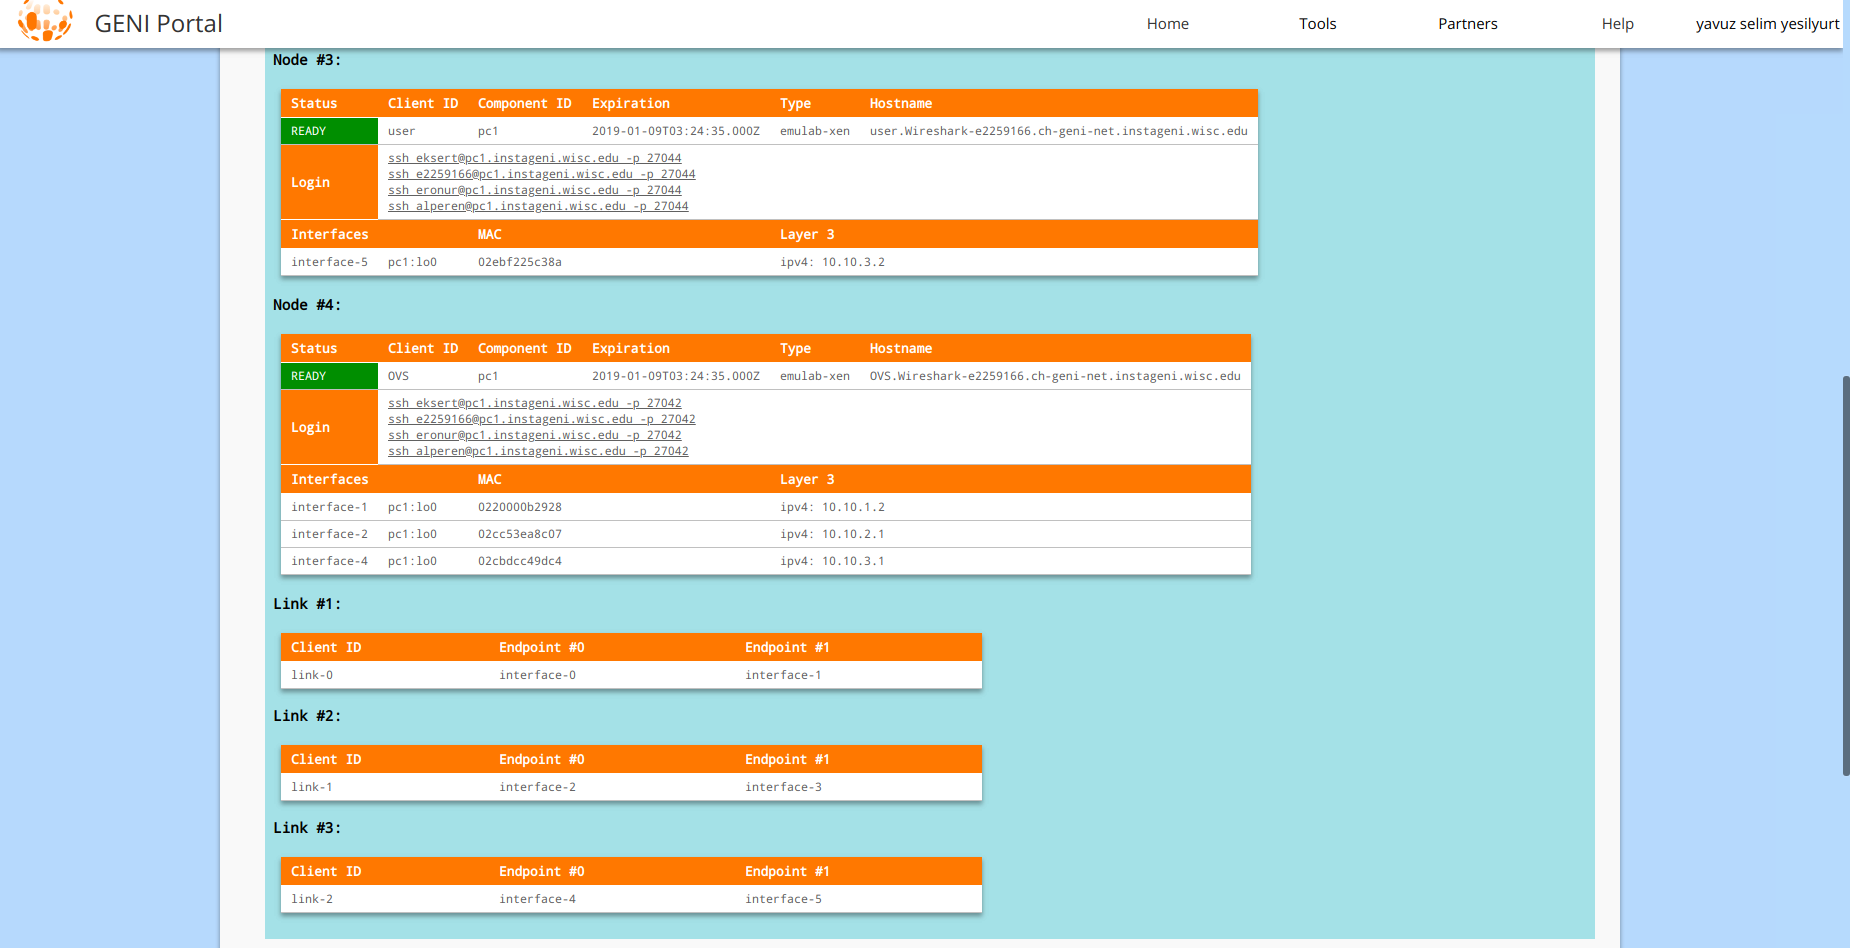 GENI Portal Home Tools Partners Help yavuz selim yesilyurt
Node #3:
Status Client ID Component ID Expiration Type Hostname
READY user pc1 2019-01-09T03:24:35.000Z emulab-xen user.Wireshark-e2259166.ch-geni-net.instageni.wisc.edu
Login
ssh eksert@pc1.instageni.wisc.edu -p 27044
ssh e2259166@pc1.instageni.wisc.edu -p 27044
ssh eronur@pc1.instageni.wisc.edu -p 27044
ssh alperen@pc1.instageni.wisc.edu -p 27044
Interfaces MAC Layer 3
interface-5 pc1:lo0 02ebf225c38a ipv4: 10.10.3.2
Node #4:
Status Client ID Component ID Expiration Type Hostname
READY OVS pc1 2019-01-09T03:24:35.000Z emulab-xen OVS.Wireshark-e2259166.ch-geni-net.instageni.wisc.edu
Login
ssh eksert@pc1.instageni.wisc.edu -p 27042
ssh e2259166@pc1.instageni.wisc.edu -p 27042
ssh eronur@pc1.instageni.wisc.edu -p 27042
ssh alperen@pc1.instageni.wisc.edu -p 27042
Interfaces MAC Layer 3
interface-1 pc1:lo0 0220000b2928 ipv4: 10.10.1.2
interface-2 pc1:lo0 02cc53ea8c07 ipv4: 10.10.2.1
interface-4 pc1:lo0 02cbdcc49dc4 ipv4: 10.10.3.1
Link #1:
Client ID Endpoint #0 Endpoint #1
link-0 interface-0 interface-1
Link #2:
Client ID Endpoint #0 Endpoint #1
link-1 interface-2 interface-3
Link #3:
Client ID Endpoint #0 Endpoint #1
link-2 interface-4 interface-5